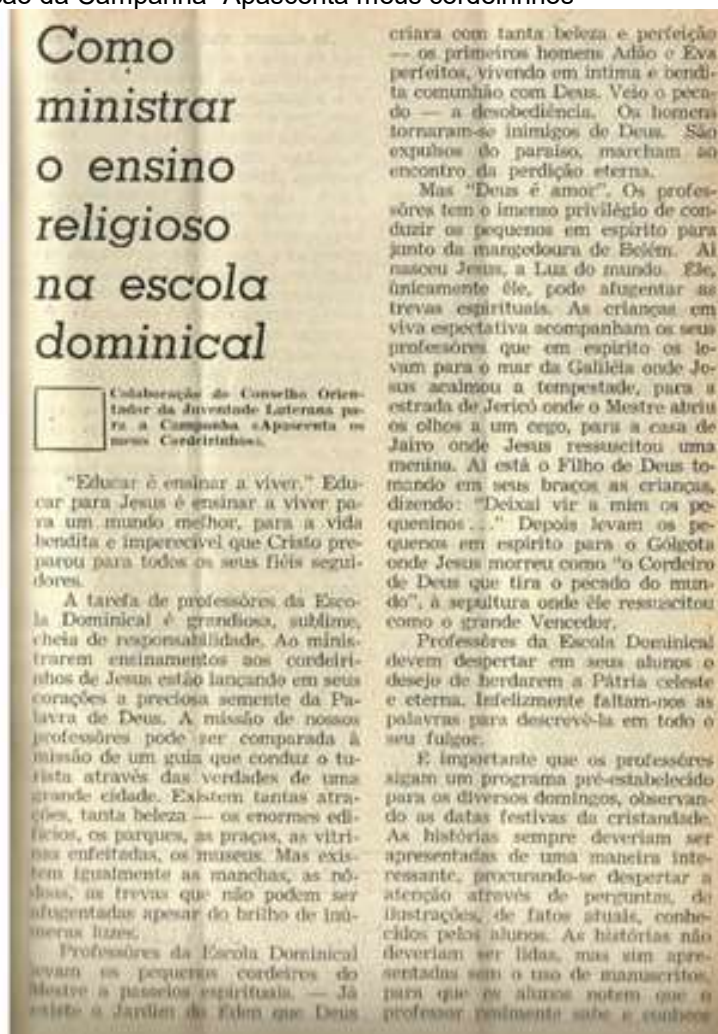 ão da Campanha "Apascenta meus cordeirinhos"
Como
ministrar
o ensino
religioso
na escola
dominical
Colaboração do Conselho Orien-
tador da Juventude Luterana pa-
ra a Campanha «Apascenta os
meus Cordeirinhos».
"Educar é ensinar a viver." Edu-
car para Jesus é ensinar a viver pa-
ra um mundo melhor, para a vida
bendita e imperecível que Cristo pre-
parou para todos os seus fiéis segui-
dores.
A tarefa de professôres da Esco-
la Dominical é grandiosa, sublime,
cheia de responsabilidade. Ao minis-
trarem ensinamentos aos cordeiri-
nhos de Jesus estão lançando em seus
corações a preciosa semente da Pa-
lavra de Deus. A missão de nossos
professôres pode ser comparada à
missão de um guia que conduz o tu-
rista através das verdades de uma
grande cidade. Existem tantas atra-
ções, tanta beleza — os enormes edi-
fícios, os parques, as praças, as vitri-
nas enfeitadas, os museus. Mas exis-
tem igualmente as manchas, as nó-
doas, as trevas que não podem ser
afugentadas apesar do brilho de inú-
meras luzes.
Professôres da Escola Dominical
levam os pequenos cordeiros do
Mestre a passeios espirituais. — Já
existe o Jardim do Éden que Deus
criara com tanta beleza e perfeição
— os primeiros homens Adão e Eva
perfeitos, vivendo em íntima e bendi-
ta comunhão com Deus. Veio o peca-
do — a desobediência. Os homens
tornaram-se inimigos de Deus. São
expulsos do paraíso, marcham ao
encontro da perdição eterna.
Mas "Deus é amor". Os profes-
sôres tem o imenso privilégio de con-
duzir os pequenos em espírito para
junto da mangedoura de Belém. Aí
nasceu Jesus, a Luz do mundo. Êle,
ùnicamente êle, pode afugentar as
trevas espirituais. As crianças em
viva espectativa acompanham os seus
professôres que em espírito os le-
vam para o mar da Galiléia onde Je-
sus acalmou a tempestade, para a
estrada de Jericó onde o Mestre abriu
os olhos a um cego, para a casa de
Jairo onde Jesus ressuscitou uma
menina. Aí está o Filho de Deus to-
mando em seus braços as crianças,
dizendo: "Deixai vir a mim os pe-
queninos..." Depois levam os pe-
quenos em espírito para o Gólgota
onde Jesus morreu como "o Cordeiro
de Deus que tira o pecado do mun-
do", à sepultura onde êle ressuscitou
como o grande Vencedor.
Professôres da Escola Dominical
devem despertar em seus alunos o
desejo de herdarem a Pátria celeste
e eterna. Infelizmente faltam-nos as
palavras para descrevê-la em todo o
seu fulgor.
É importante que os professôres
sigam um programa pré-estabelecido
para os diversos domingos, observan-
do as datas festivas da cristandade.
As histórias sempre deveriam ser
apresentadas de uma maneira inte-
ressante, procurando-se despertar a
atenção através de perguntas, de
ilustrações, de fatos atuais, conhe-
cidos pelos alunos. As histórias não
deveriam ser lidas, mas sim apre-
sentadas sem o uso de manuscritos,
para que os alunos notem que o
professor realmente sabe e conhece